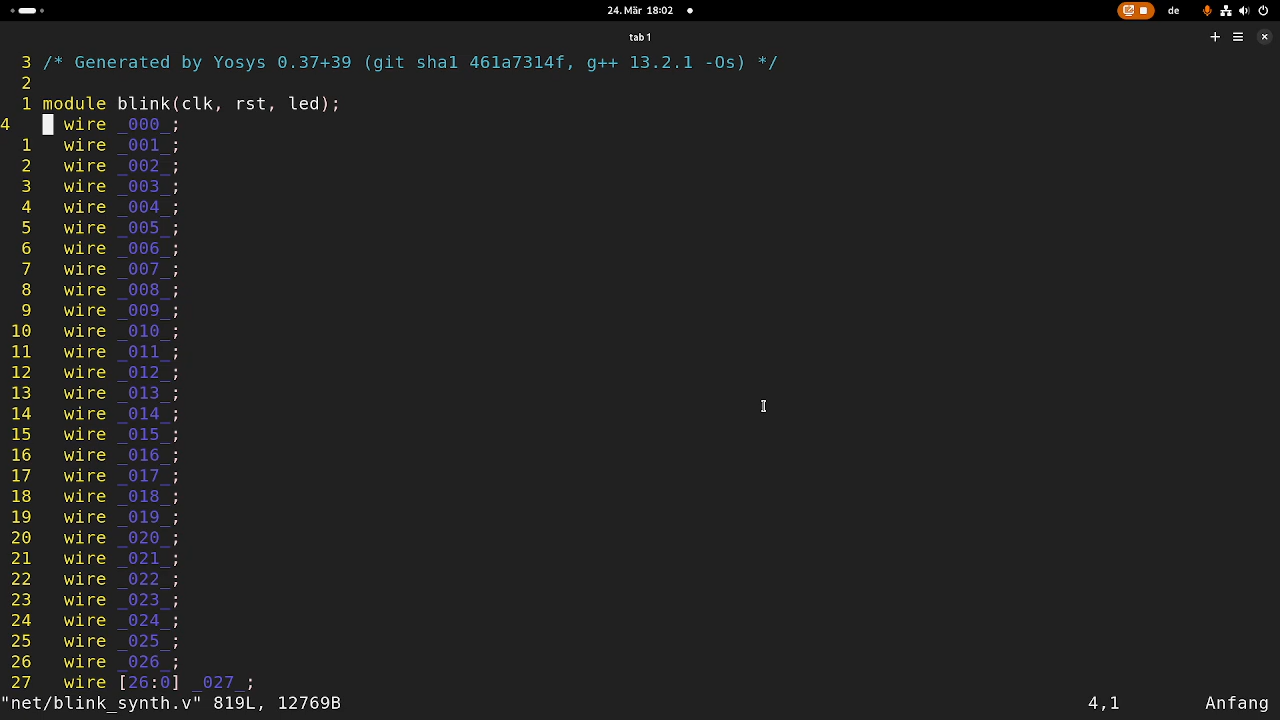 24. Mär 18:02
de
tab 1
3 /* Generated by Yosys 0.37+39 (git sha1 461a7314f, g++ 13.2.1 -Os) */
2
1 module blink(clk, rst, led);
4 wire _000_;
1 wire _001_;
2 wire _002_;
3 wire _003_;
4 wire _004_;
5 wire _005_;
6 wire _006_;
7 wire _007_;
8 wire _008_;
9 wire _009_;
10 wire _010_;
11 wire _011_;
12 wire _012_;
13 wire _013_;
14 wire _014_;
15 wire _015_;
16 wire _016_;
17 wire _017_;
18 wire _018_;
19 wire _019_;
20 wire _020_;
21 wire _021_;
22 wire _022_;
23 wire _023_;
24 wire _024_;
25 wire _025_;
26 wire _026_;
27 wire [26:0] _027_;
"net/blink_synth.v" 819L, 12769B 4,1 Anfang